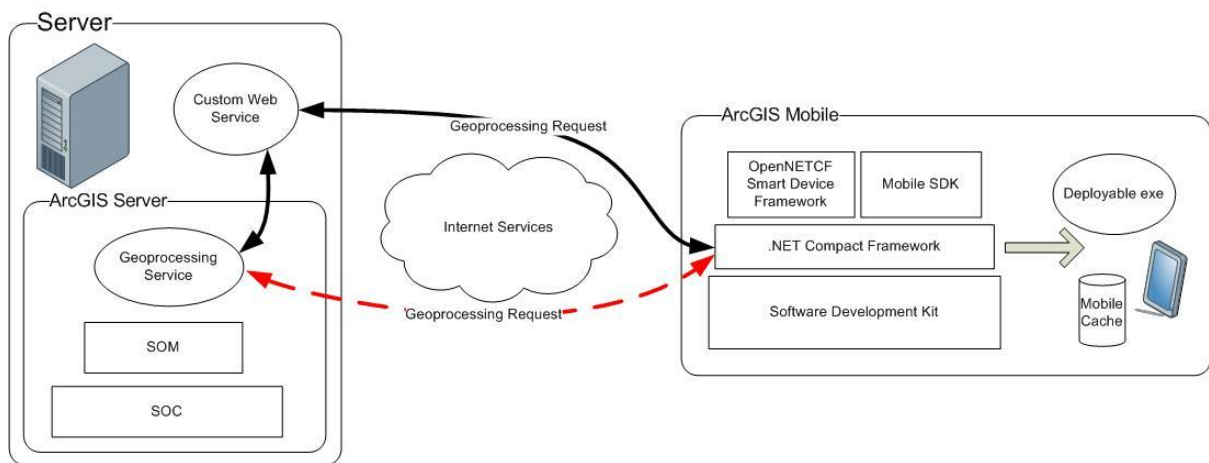 Server
Custom Web
Service
ArcGIS Server
Geoprocessing
Service
SOM
SOC
Geoprocessing Request
Internet Services
Geoprocessing Request
ArcGIS Mobile
OpenNETCF
Smart Device
Framework
Mobile SDK
.NET Compact Framework
Software Development Kit
Deployable exe
Mobile
Cache